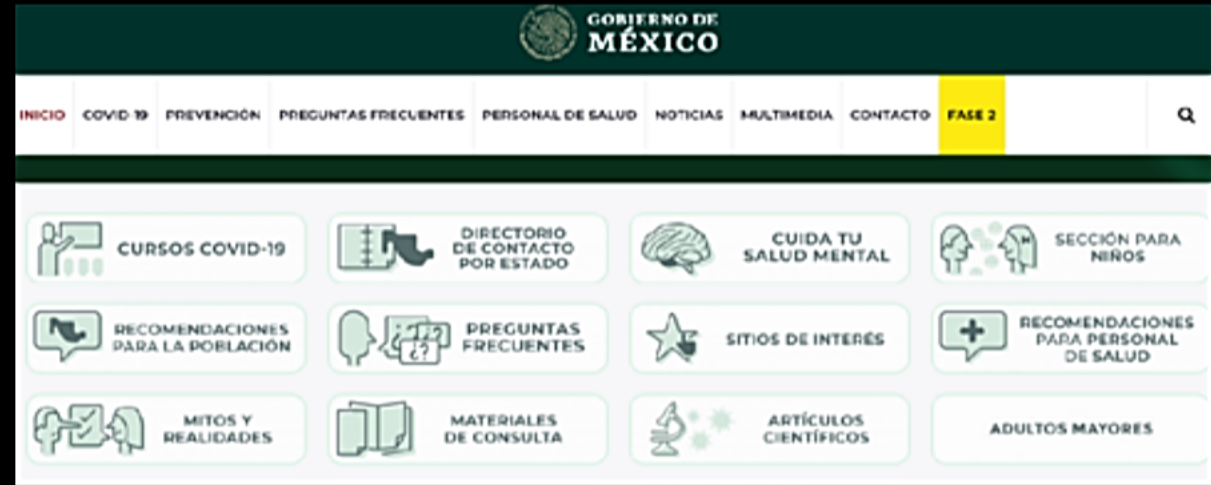 GOBIERNO DE
MÉXICO
INICIO COVID-19 PREVENCIÓN PREGUNTAS FRECUENTES PERSONAL DE SALUD NOTICIAS MULTIMEDIA CONTACTO FASE 2
CURSOS COVID-19
DIRECTORIO
DE CONTACTO
POR ESTADO
CUIDA TU
SALUD MENTAL
SECCIÓN PARA
NIÑOS
RECOMENDACIONES
PARA LA POBLACIÓN
¿? ¿? ¿?
PREGUNTAS
FRECUENTES
SITIOS DE INTERÉS
RECOMENDACIONES
PARA PERSONAL
DE SALUD
MITOS Y
REALIDADES
MATERIALES
DE CONSULTA
ARTÍCULOS
CIENTÍFICOS
ADULTOS MAYORES